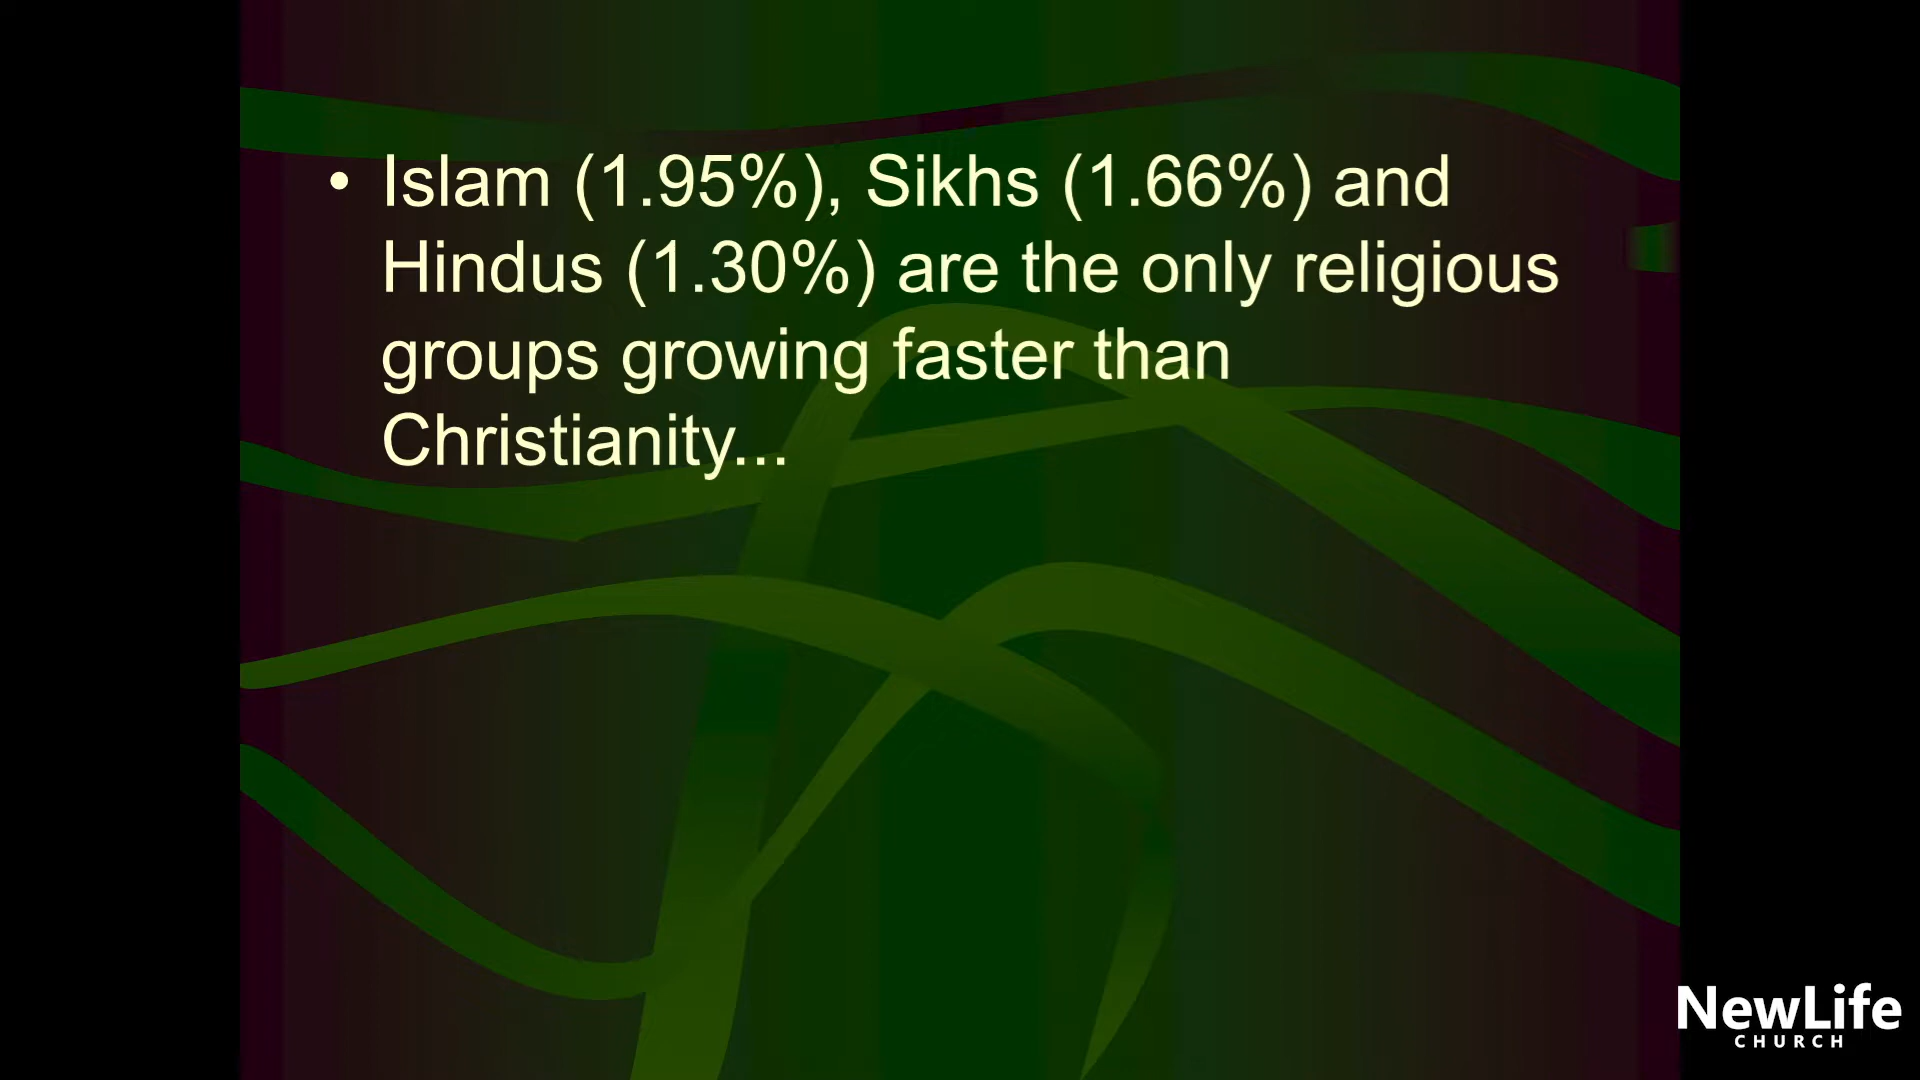 • Islam (1.95%), Sikhs (1.66%) and
Hindus (1.30%) are the only religious
groups growing faster than
Christianity...
NewLife
CHURCH